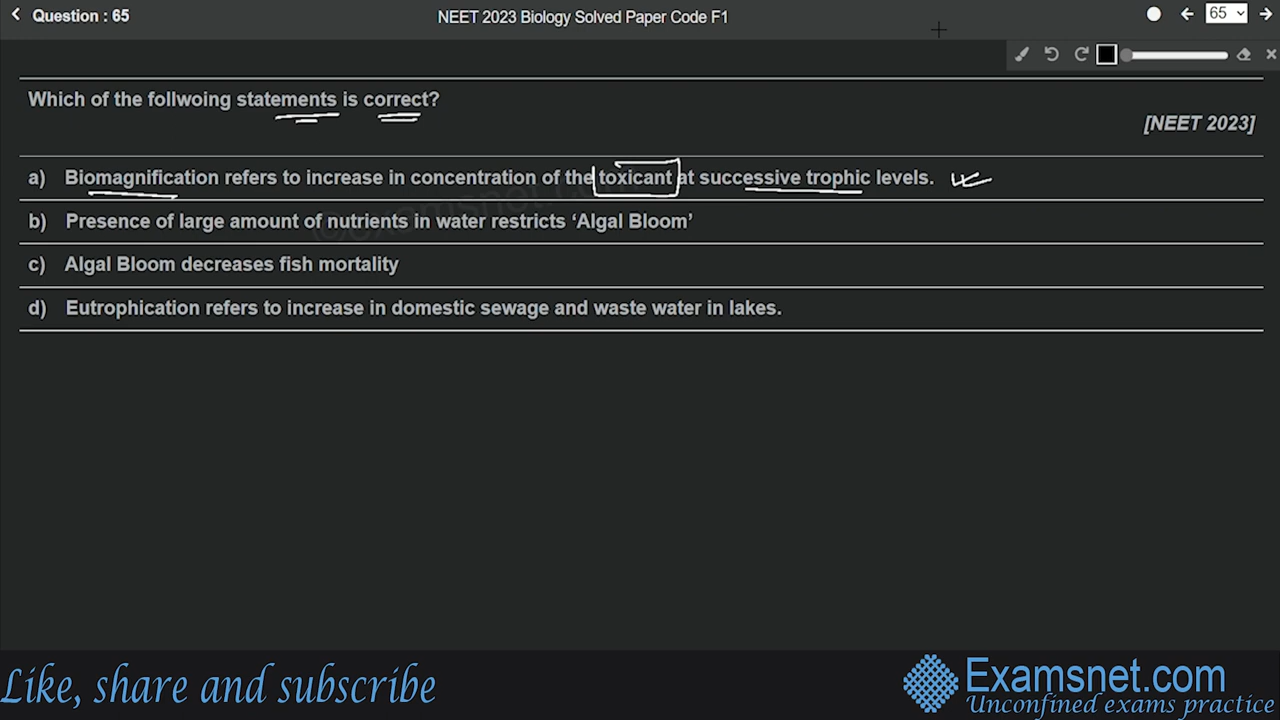 Question : 65
NEET 2023 Biology Solved Paper Code F1
65
Which of the follwoing statements is correct?
[NEET 2023]
a) Biomagnification refers to increase in concentration of the toxicant at successive trophic levels.
b) Presence of large amount of nutrients in water restricts ‘Algal Bloom’
c) Algal Bloom decreases fish mortality
d) Eutrophication refers to increase in domestic sewage and waste water in lakes.
©examsnet.com
Like, share and subscribe
Examsnet.com
Unconfined exams practice